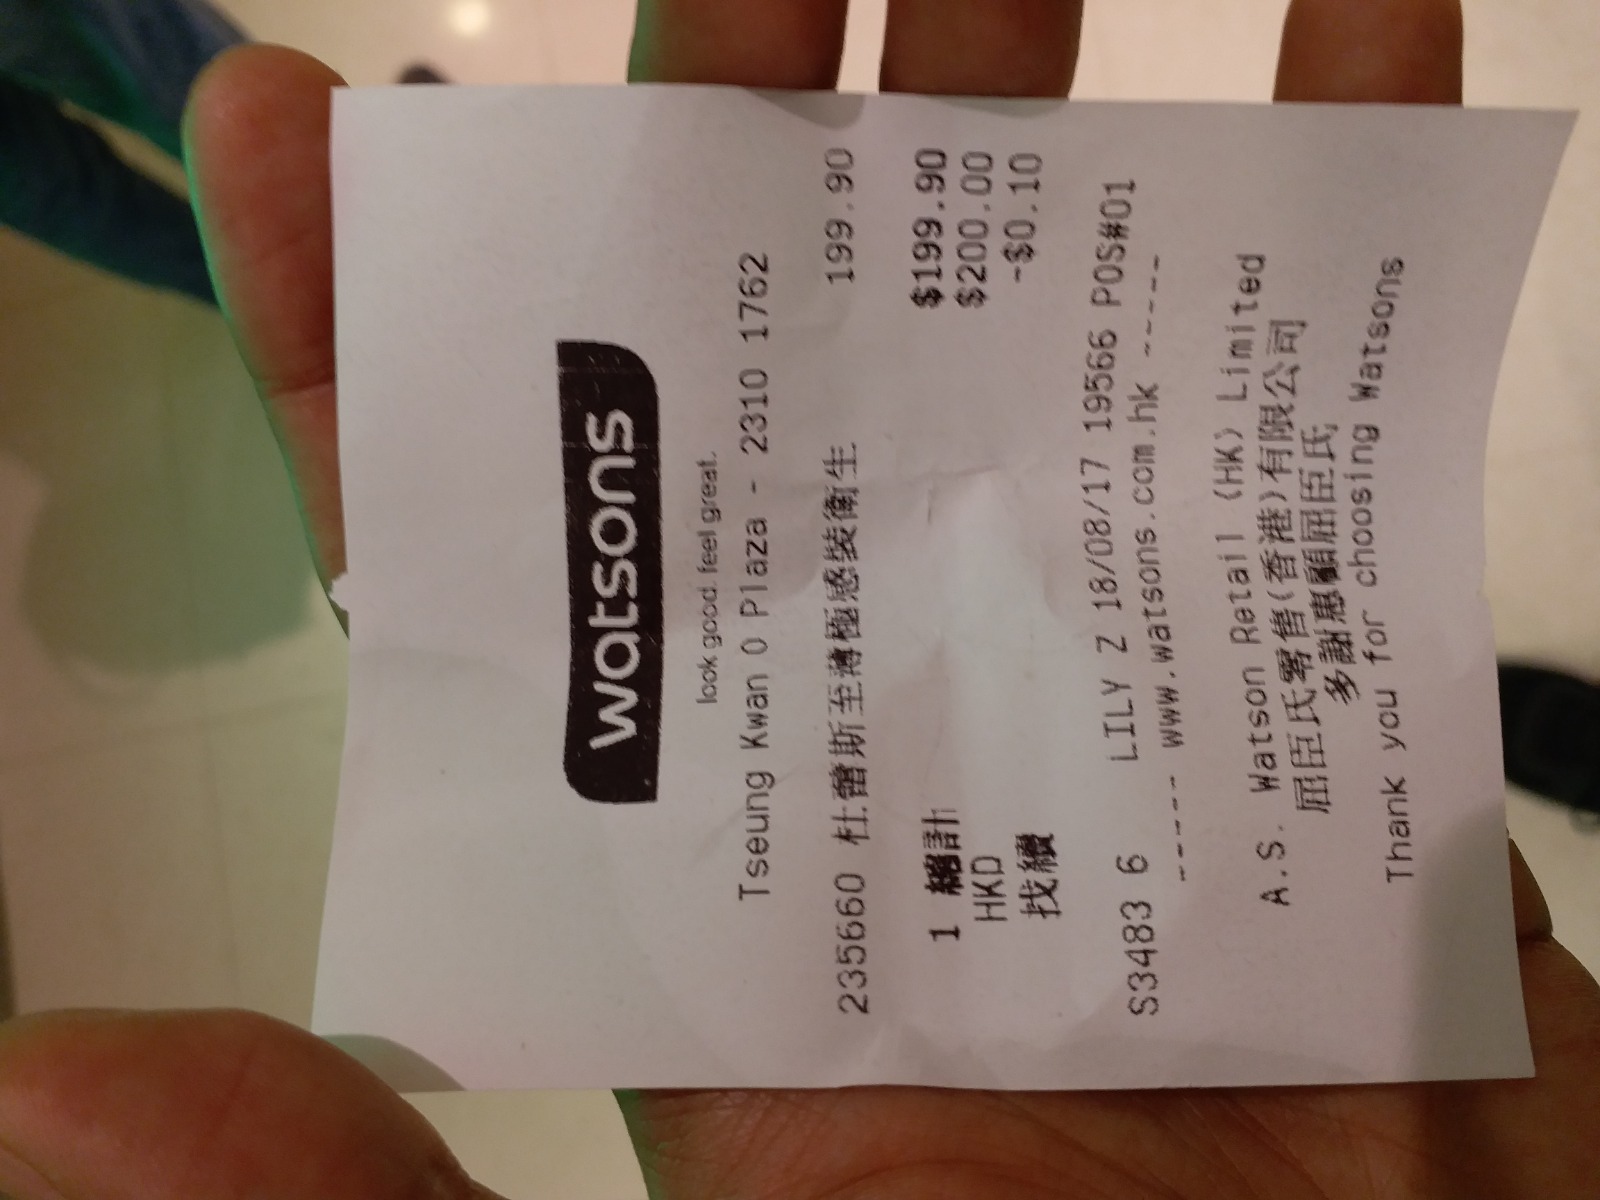 watsons
look good. feel great.
Tseung Kwan O Plaza - 2310 1762
235660 杜蕾斯至薄極感裝衛生 199.90
1 總計 $199.90
HKD $200.00
找續 -$0.10
S3483 6 LILY Z 18/08/17 19566 POS#01
----- www.watsons.com.hk -----
A.S. Watson Retail (HK) Limited
屈臣氏零售(香港)有限公司
多謝惠顧屈臣氏
Thank you for choosing Watsons